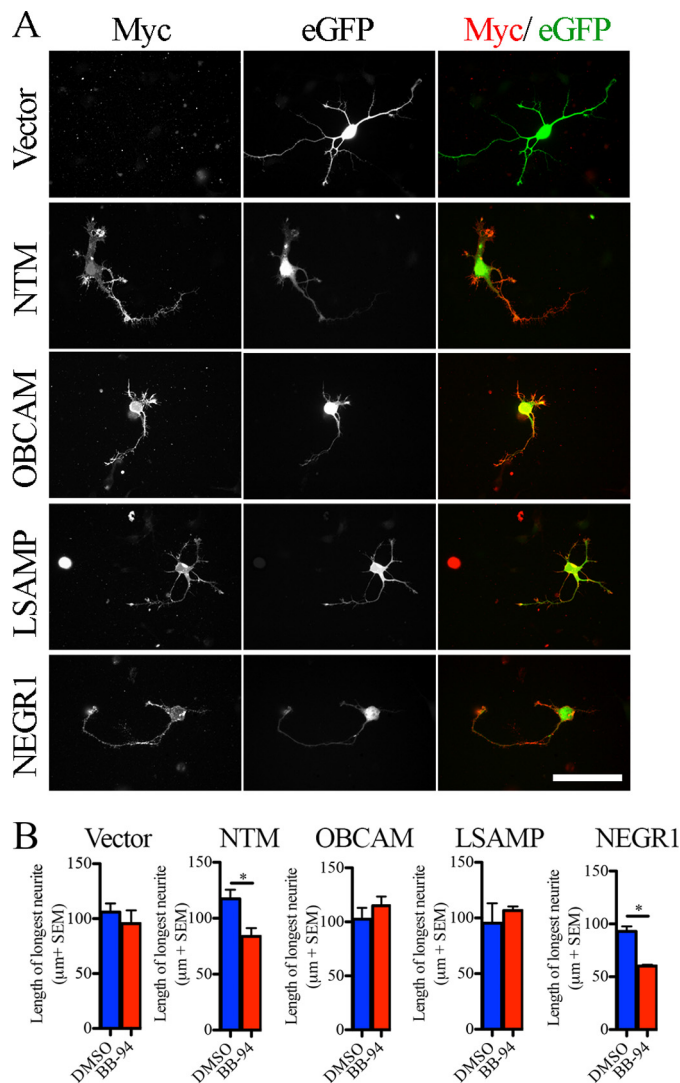 A
Myc eGFP Myc/ eGFP
Vector
NTM
OBCAM
LSAMP
NEGR1
B
Vector NTM OBCAM LSAMP NEGR1
Length of longest neurite
(μm+ SEM)
150
100
50
0
DMSO
BB-94
Length of longest neurite
(μm + SEM)
150
100
50
0
*
DMSO
BB-94
Length of longest neurite
(μm + SEM)
150
100
50
0
DMSO
BB-94
Length of longest neurite
(μm + SEM)
150
100
50
0
DMSO
BB-94
Length of longest neurite
(μm + SEM)
150
100
50
0
*
DMSO
BB-94